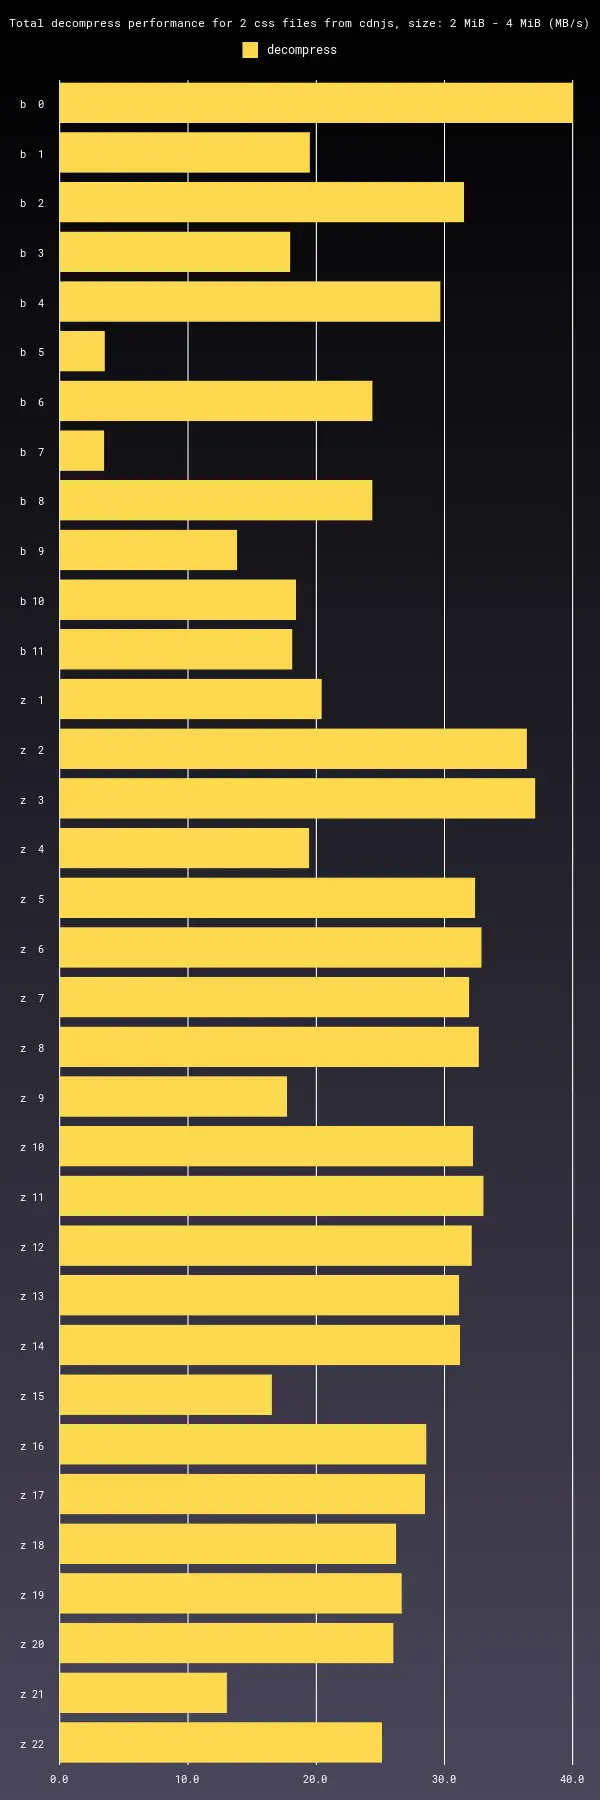 Total decompress performance for 2 css files from cdnjs, size: 2 MiB - 4 MiB (MB/s)
decompress
b 0
b 1
b 2
b 3
b 4
b 5
b 6
b 7
b 8
b 9
b 10
b 11
z 1
z 2
z 3
z 4
z 5
z 6
z 7
z 8
z 9
z 10
z 11
z 12
z 13
z 14
z 15
z 16
z 17
z 18
z 19
z 20
z 21
z 22
0.0 10.0 20.0 30.0 40.0